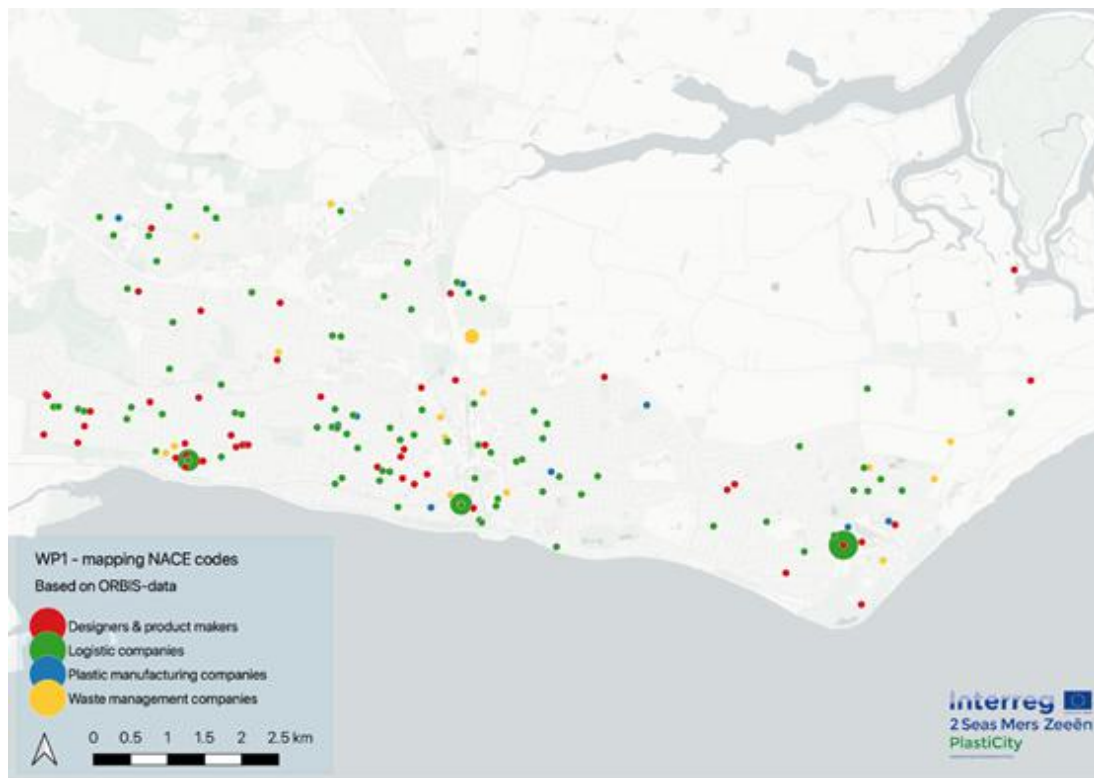 WP1 - mapping NACE codes
Based on ORBIS-data
Designers & product makers
Logistic companies
Plastic manufacturing companies
Waste management companies
0 0.5 1 1.5 2 2.5 km
Interreg
2 Seas Mers Zeeën
PlastiCity